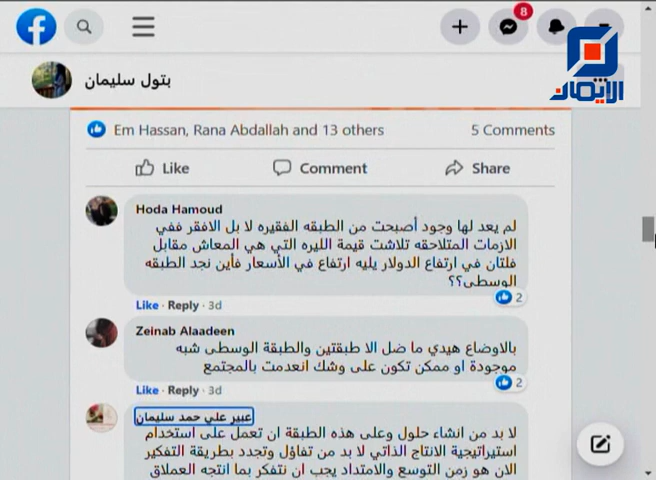 8
الإيمان
بتول سليمان
Em Hassan, Rana Abdallah and 13 others 5 Comments
Like Comment Share
Hoda Hamoud
لم يعد لها وجود أصبحت من الطبقه الفقيره لا بل الافقر ففي
الازمات المتلاحقه تلاشت قيمة الليره التي هي المعاش مقابل
فلتان في ارتفاع الدولار يليه ارتفاع في الأسعار فأين نجد الطبقه
الوسطى؟؟
2
Like · Reply · 3d
Zeinab Alaadeen
بالاوضاع هيدي ما ضل الا طبقتين والطبقة الوسطى شبه
موجودة او ممكن تكون على وشك انعدمت بالمجتمع
2
Like · Reply · 3d
عبير علي حمد سليمان
لا بد من انشاء حلول وعلى هذه الطبقة ان تعمل على استخدام
استيراتيجية الانتاج الذاتي لا بد من تفاؤل وتجدد بطريقة التفكير
الان هو زمن التوسع والامتداد يجب ان نتفكر بما انتجه العملاق